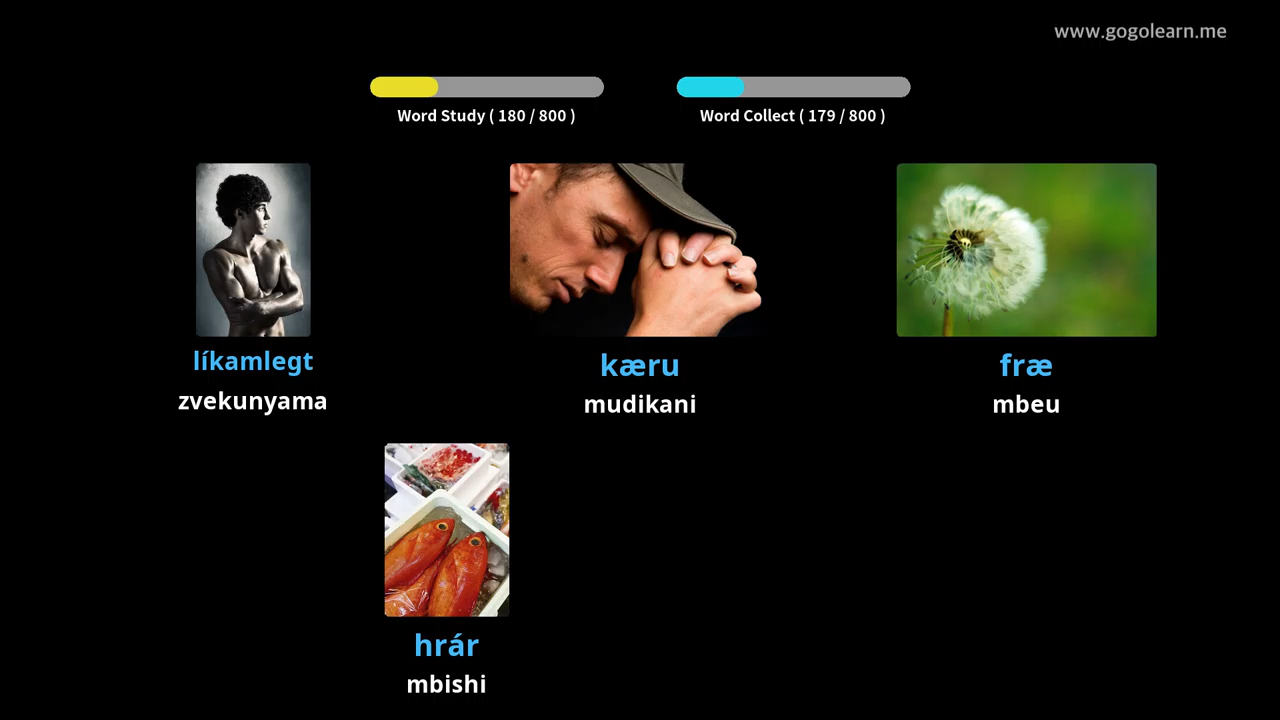 www.gogolearn.me
Word Study ( 180 / 800 )
Word Collect ( 179 / 800 )
líkamlegt
zvekunyama
kæru
mudikani
fræ
mbeu
hrár
mbishi